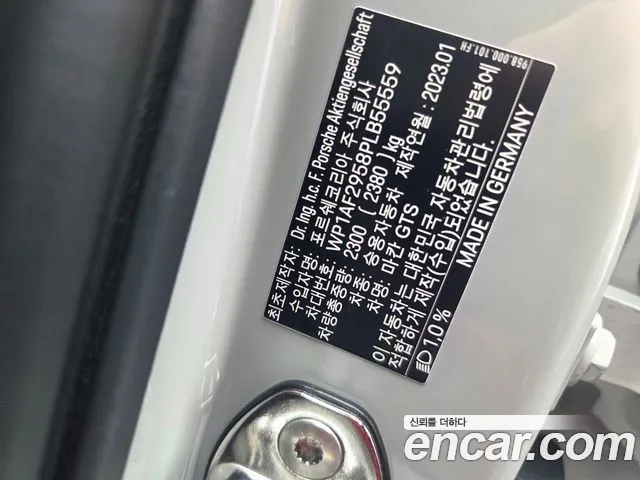 958.000.101.FH
최초제작자: Dr. Ing. h.c. F. Porsche Aktiengesellschaft
수입자명: 포르쉐코리아 주식회사
차대번호: WP1AF2958PLB55559
차량총중량: 2300 ( 2380 ) kg
차종: 승용자동차 제작연월: 2023.01
차명: 마칸 GTS
이 자동차는 대한민국 자동차관리법령에
적합하게 제작(수입)되었습니다.
1,0 % MADE IN GERMANY
신뢰를 더하다
encar.com